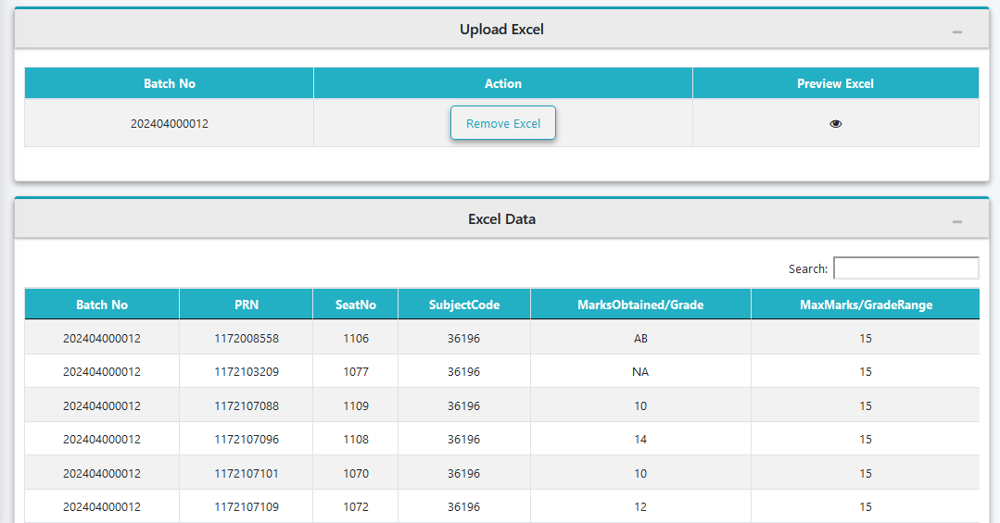 Upload Excel
Batch No Action Preview Excel
202404000012 Remove Excel
Excel Data
Search:
Batch No PRN SeatNo SubjectCode MarksObtained/Grade MaxMarks/GradeRange
202404000012 1172008558 1106 36196 AB 15
202404000012 1172103209 1077 36196 NA 15
202404000012 1172107088 1109 36196 10 15
202404000012 1172107096 1108 36196 14 15
202404000012 1172107101 1070 36196 10 15
202404000012 1172107109 1072 36196 12 15